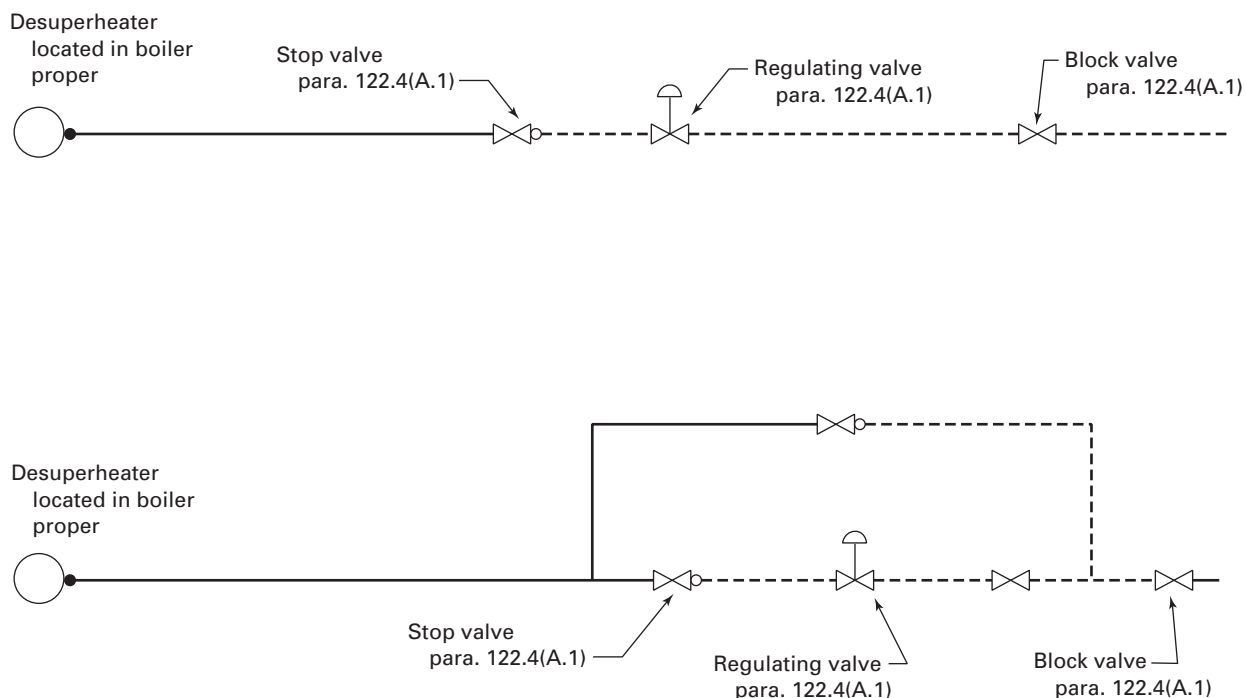 Desuperheater
located in boiler
proper
Stop valve
para. 122.4(A.1)
Regulating valve
para. 122.4(A.1)
Block valve
para. 122.4(A.1)
Desuperheater
located in boiler
proper
Stop valve
para. 122.4(A.1)
Regulating valve
para. 122.4(A.1)
Block valve
para. 122.4(A.1)